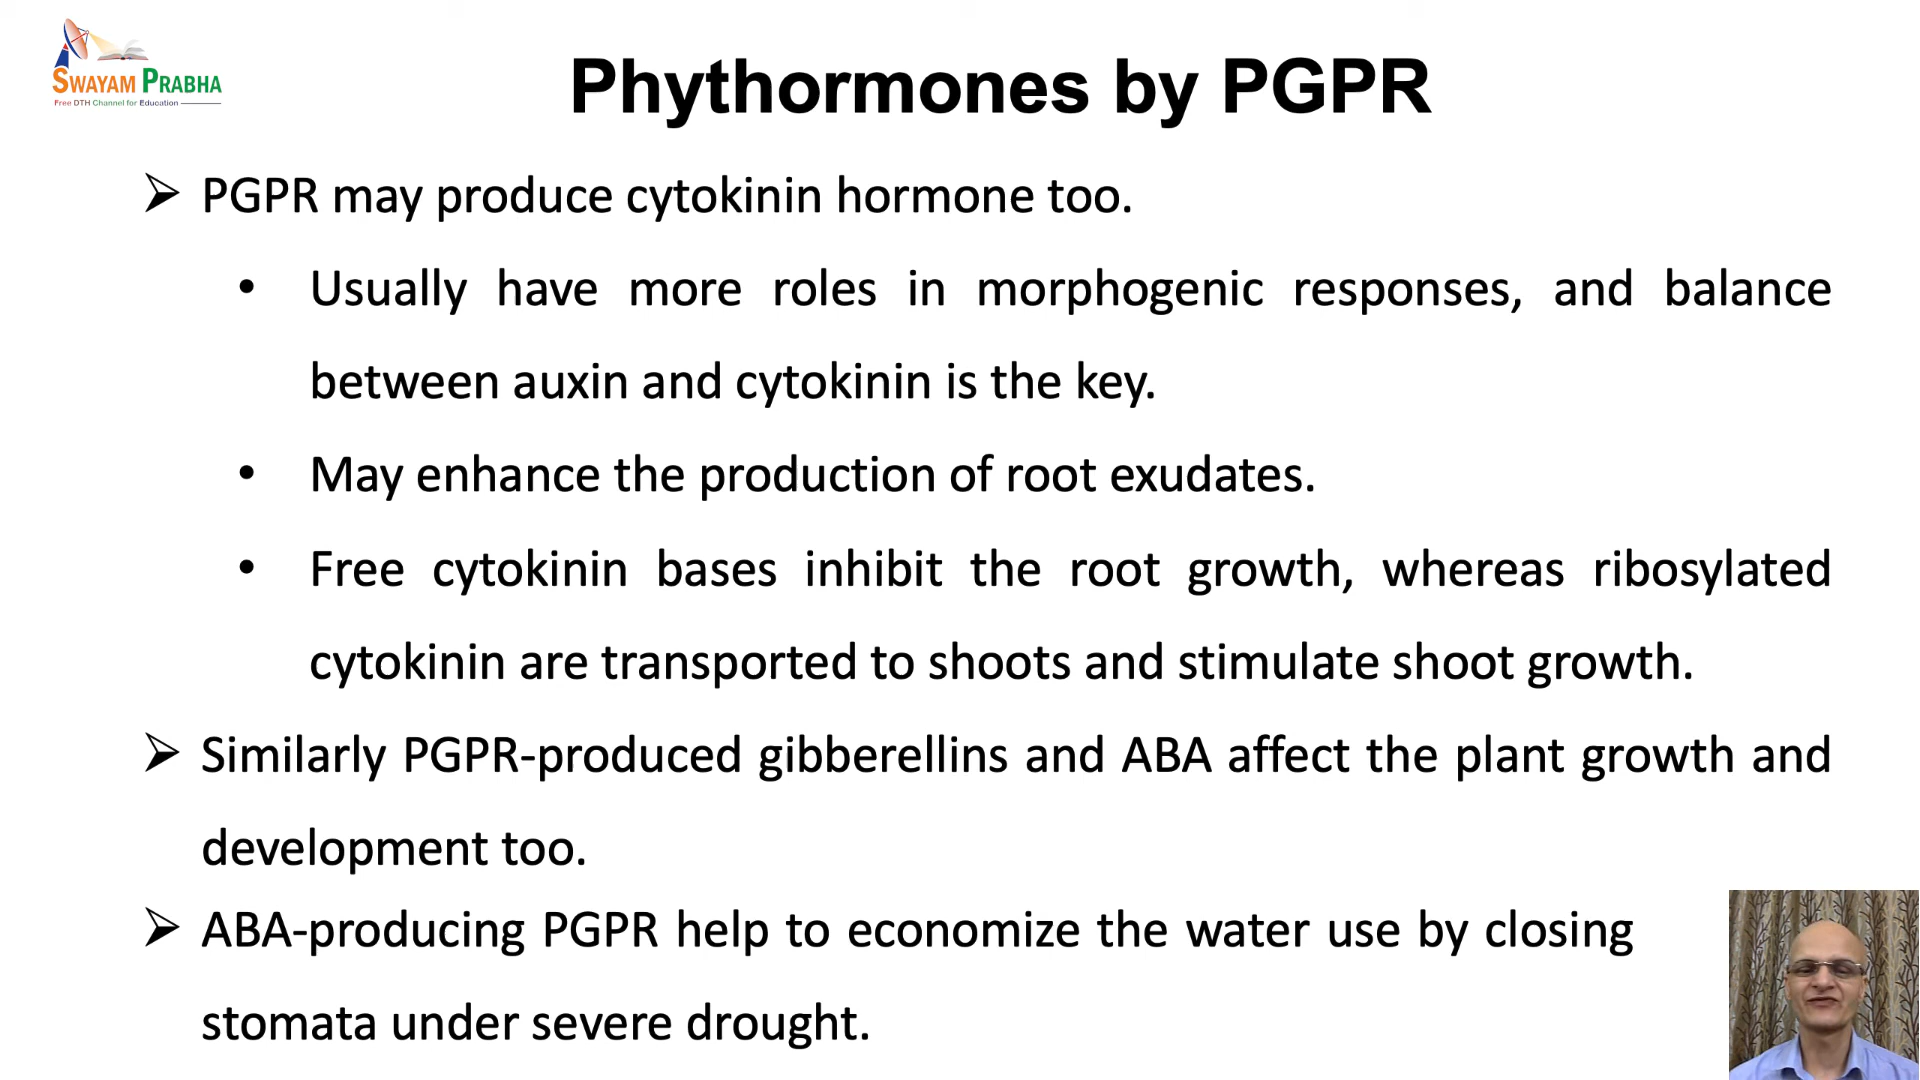 SWAYAM PRABHA
Free DTH Channel for Education
Phythormones by PGPR
➢ PGPR may produce cytokinin hormone too.
• Usually have more roles in morphogenic responses, and balance
between auxin and cytokinin is the key.
• May enhance the production of root exudates.
• Free cytokinin bases inhibit the root growth, whereas ribosylated
cytokinin are transported to shoots and stimulate shoot growth.
➢ Similarly PGPR-produced gibberellins and ABA affect the plant growth and
development too.
➢ ABA-producing PGPR help to economize the water use by closing
stomata under severe drought.